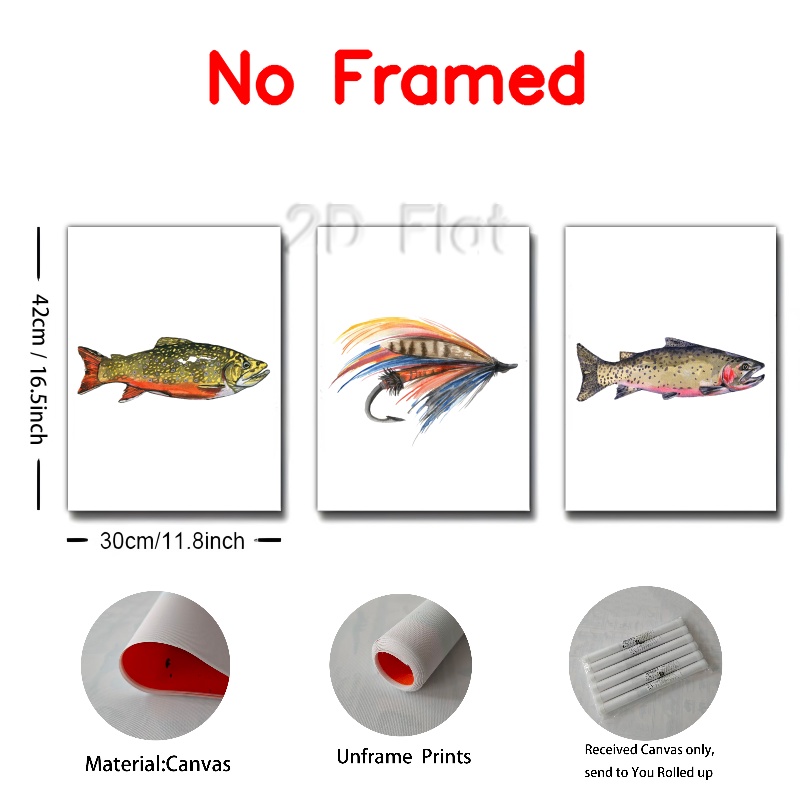 No Framed
2D Flat
42cm / 16.5inch
30cm/11.8inch
Material:Canvas
Unframe Prints
Received Canvas only,
send to You Rolled up